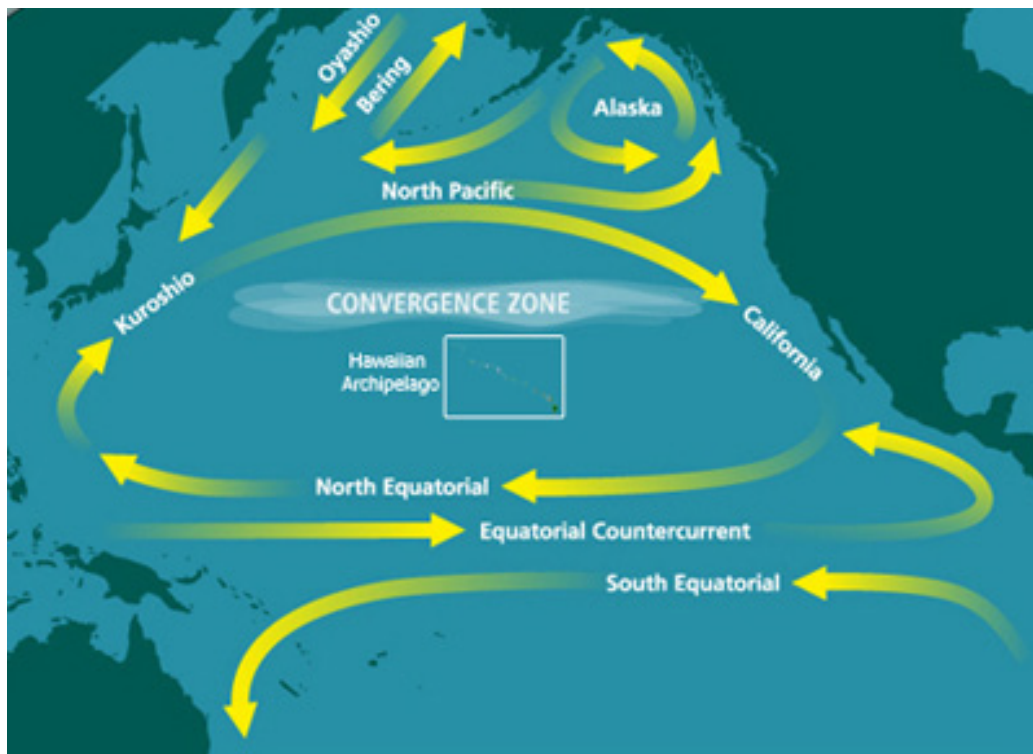 Oyashio
Bering
Alaska
North Pacific
Kuroshio
CONVERGENCE ZONE
California
Hawaiian
Archipelago
North Equatorial
Equatorial Countercurrent
South Equatorial